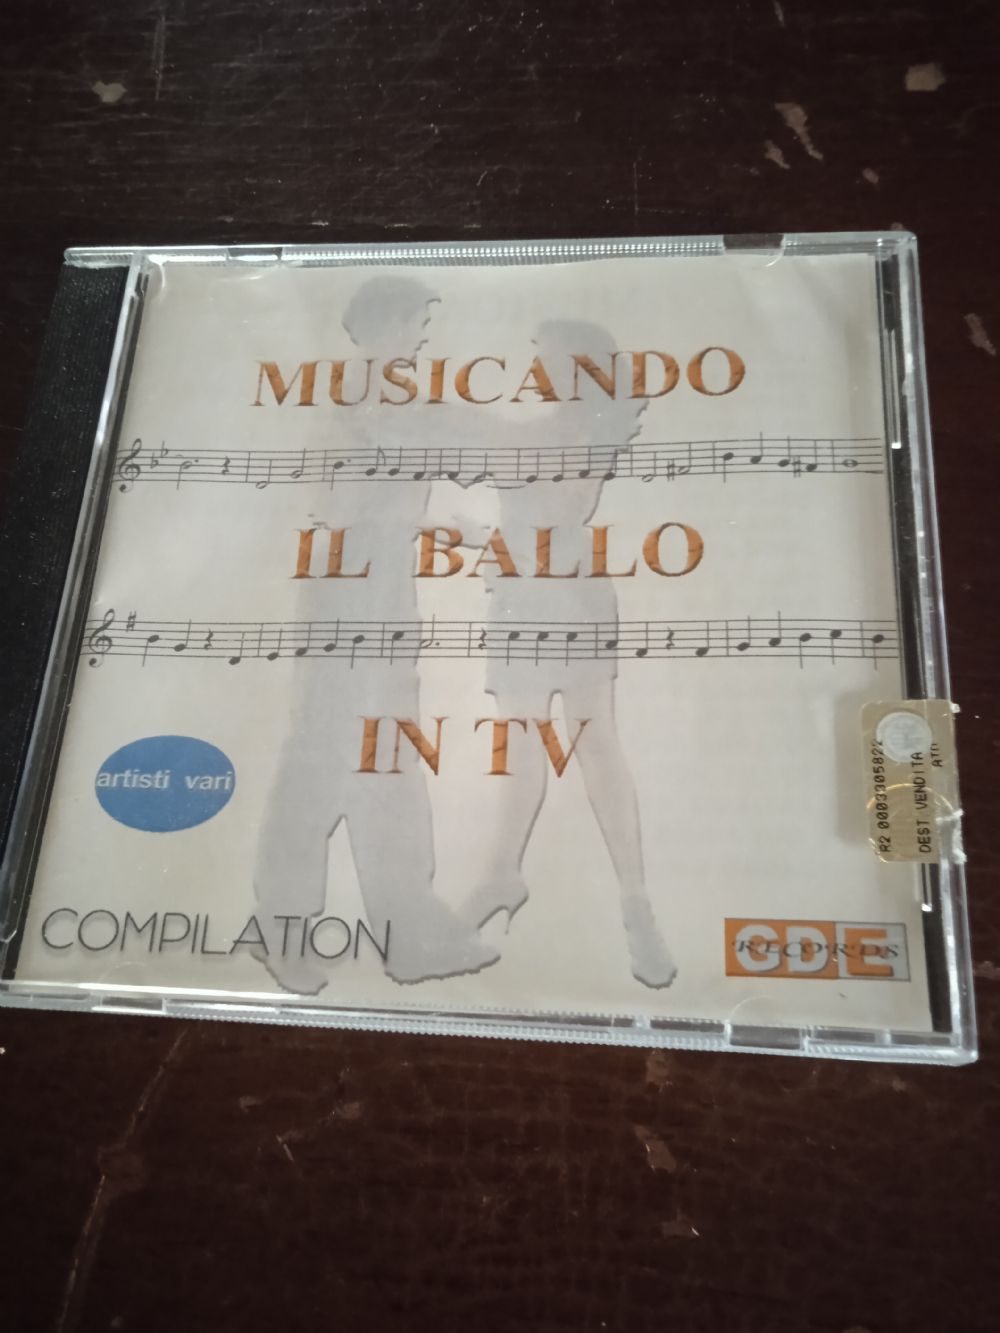 MUSICANDO
IL BALLO
IN TV
artisti vari
COMPILATION
GDE
RECORDS
DEST VENDITA